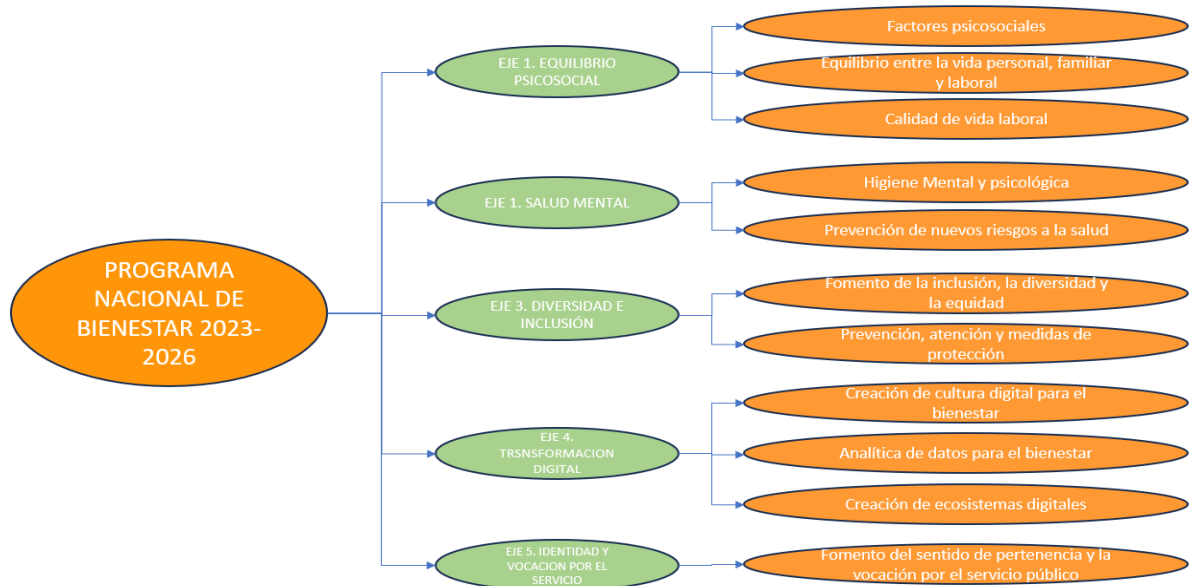 PROGRAMA
NACIONAL DE
BIENESTAR 2023-
2026
EJE 1. EQUILIBRIO
PSICOSOCIAL
Factores psicosociales
Equilibrio entre la vida personal, familiar
y laboral
Calidad de vida laboral
EJE 1. SALUD MENTAL
Higiene Mental y psicológica
Prevención de nuevos riesgos a la salud
EJE 3. DIVERSIDAD E
INCLUSIÓN
Fomento de la inclusión, la diversidad y
la equidad
Prevención, atención y medidas de
protección
EJE 4.
TRSNSFORMACION
DIGITAL
Creación de cultura digital para el
bienestar
Analítica de datos para el bienestar
Creación de ecosistemas digitales
EJE 5. IDENTIDAD Y
VOCACION POR EL
SERVICIO
Fomento del sentido de pertenencia y la
vocación por el servicio público